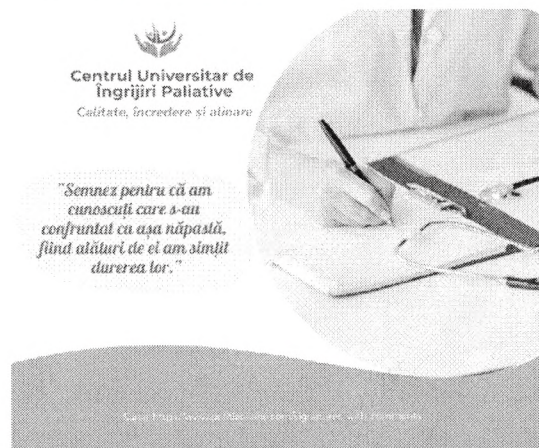 Centrul Universitar de
Îngrijiri Paliative
Calitate, încredere și alinare
"Semnez pentru că am
cunoscuți care s-au
confruntat cu așa năpastă,
fiind alături de ei am simțit
durerea lor."